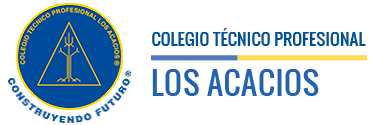 COLEGIO TÉCNICO PROFESIONAL LOS ACACIOS ®
CONSTRUYENDO FUTURO®
COLEGIO TÉCNICO PROFESIONAL
LOS ACACIOS